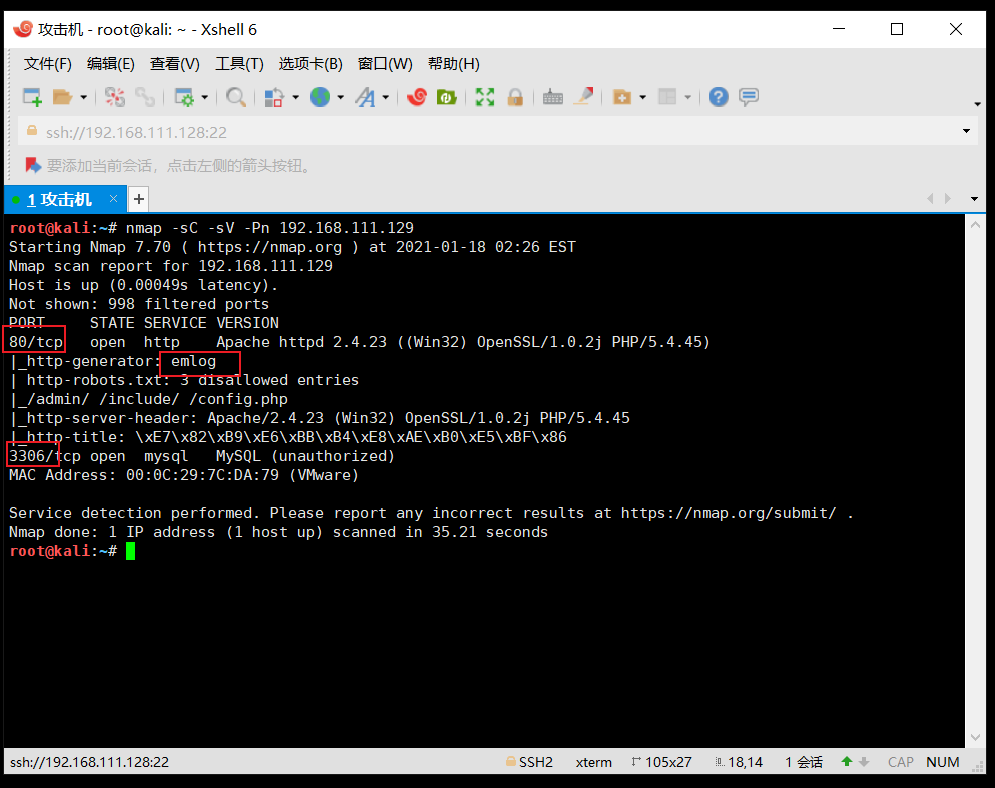 攻击机 - root@kali: ~ - Xshell 6
文件(F) 编辑(E) 查看(V) 工具(T) 选项卡(B) 窗口(W) 帮助(H)
ssh://192.168.111.128:22
要添加当前会话，点击左侧的箭头按钮。
1 攻击机 × +
root@kali:~# nmap -sC -sV -Pn 192.168.111.129
Starting Nmap 7.70 ( https://nmap.org ) at 2021-01-18 02:26 EST
Nmap scan report for 192.168.111.129
Host is up (0.00049s latency).
Not shown: 998 filtered ports
PORT     STATE SERVICE VERSION
80/tcp   open  http    Apache httpd 2.4.23 ((Win32) OpenSSL/1.0.2j PHP/5.4.45)
|_http-generator: emlog
| http-robots.txt: 3 disallowed entries
|_/admin/ /include/ /config.php
|_http-server-header: Apache/2.4.23 (Win32) OpenSSL/1.0.2j PHP/5.4.45
|_http-title: \xE7\x82\xB9\xE6\xBB\xB4\xE8\xAE\xB0\xE5\xBF\x86
3306/tcp open  mysql   MySQL (unauthorized)
MAC Address: 00:0C:29:7C:DA:79 (VMware)
Service detection performed. Please report any incorrect results at https://nmap.org/submit/ .
Nmap done: 1 IP address (1 host up) scanned in 35.21 seconds
root@kali:~#
ssh://192.168.111.128:22 SSH2 xterm 105x27 18,14 1 会话 CAP NUM